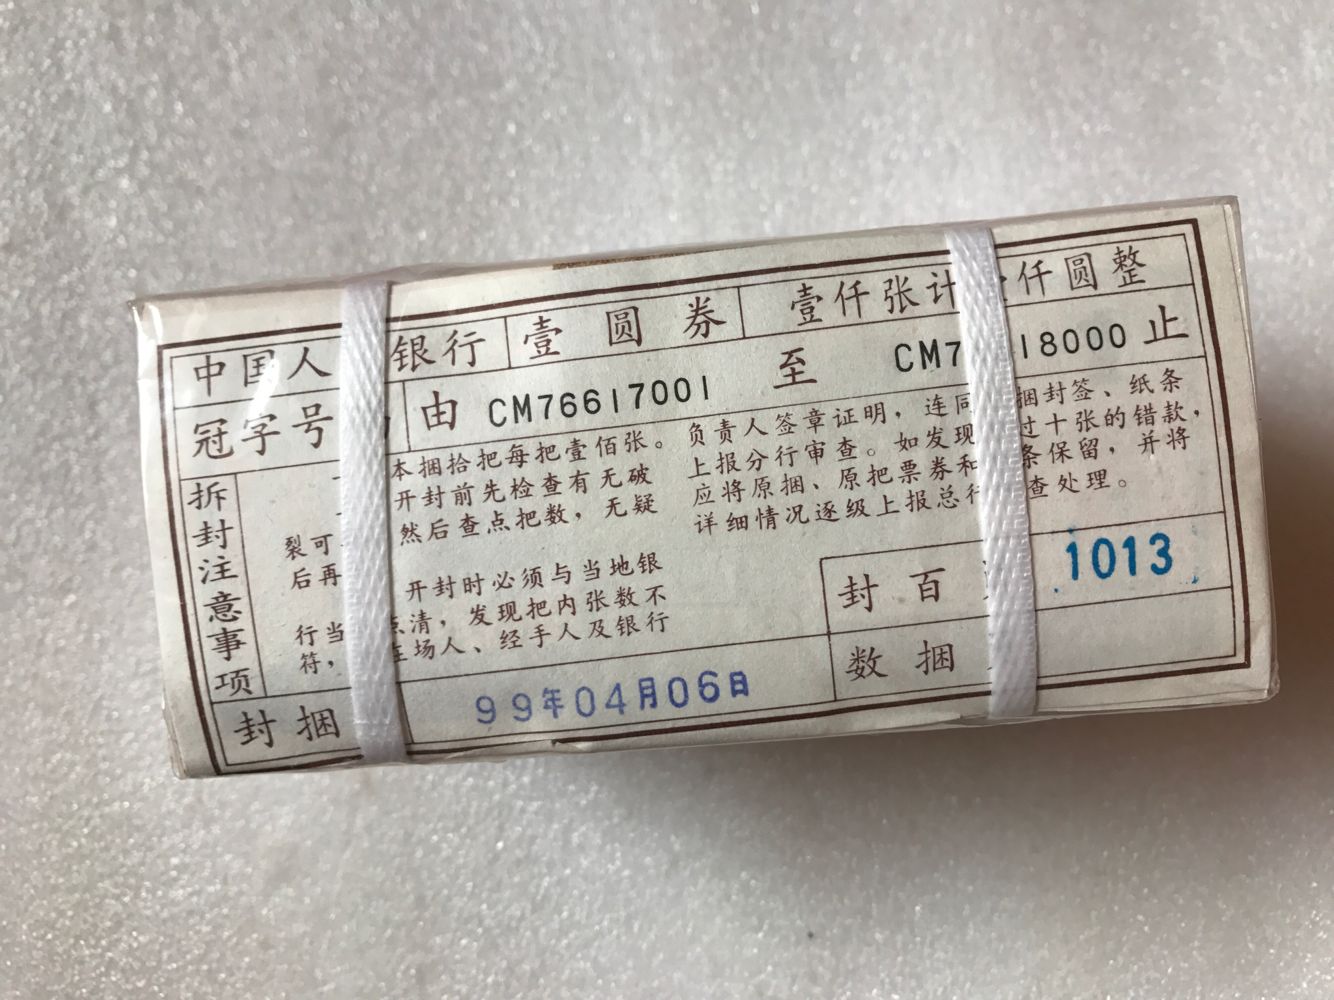 中国人 银行 壹圆券 壹仟张计 仟圆整
冠字号 由 CM76617001 至 CM7 18000 止
拆封注意事项
本捆拾把每把壹佰张。
开封前先检查有无破
裂可 然后查点把数，无疑
后再
开封时必须与当地银
行当 点清，发现把内张数不
符， 在场人、经手人及银行
负责人签章证明，连同 捆封签、纸条
上报分行审查。如发现 过十张的错款，
应将原捆、原把票券和 条保留，并将
详细情况逐级上报总行 查处理。
封捆 99年04月06日
封百 1013
数捆